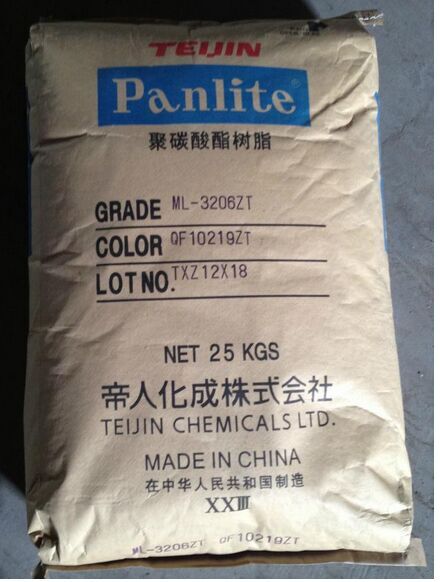 TEIJIN
Panlite®
聚碳酸酯树脂
GRADE ML-3206ZT
COLOR QF10219ZT
LOT NO. TXZ12X18
NET 25 KGS
帝人化成株式会社
TEIJIN CHEMICALS LTD.
MADE IN CHINA
在中华人民共和国制造
XXIII
ML-3206ZT QF10219ZT